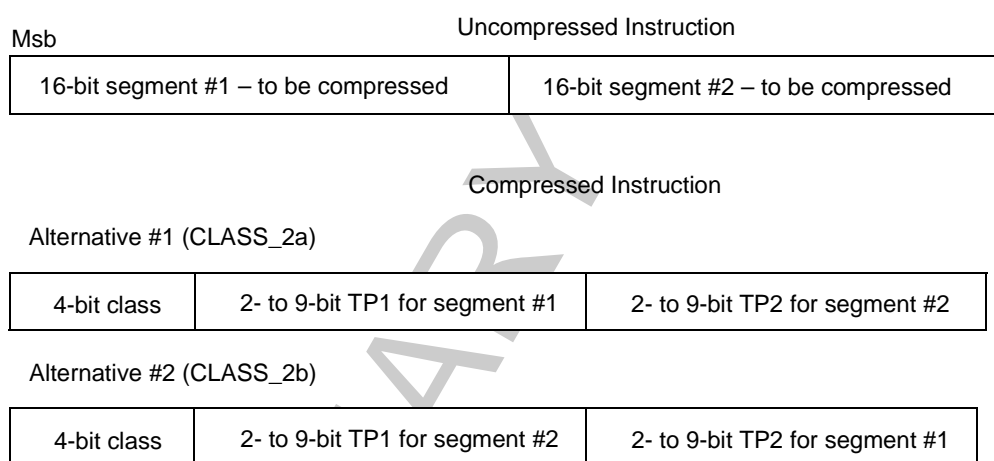 Uncompressed Instruction
Msb
16-bit segment #1 – to be compressed 16-bit segment #2 – to be compressed
Compressed Instruction
Alternative #1 (CLASS_2a)
4-bit class 2- to 9-bit TP1 for segment #1 2- to 9-bit TP2 for segment #2
Alternative #2 (CLASS_2b)
4-bit class 2- to 9-bit TP1 for segment #2 2- to 9-bit TP2 for segment #1
ARY